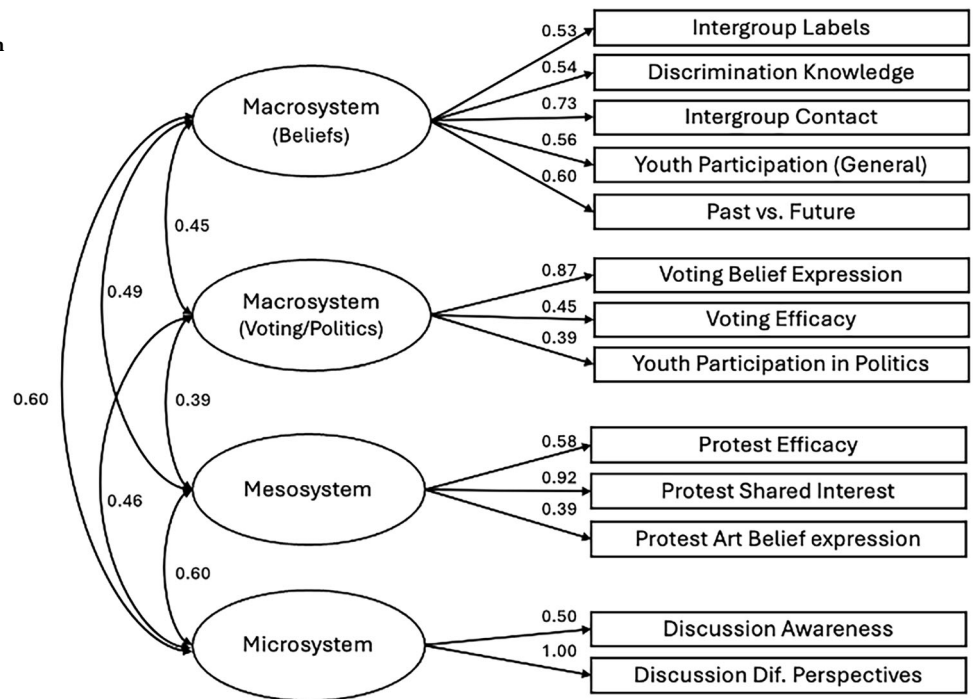 n
0.53
Intergroup Labels
0.54
Discrimination Knowledge
Macrosystem
(Beliefs)
0.73
Intergroup Contact
0.56
Youth Participation (General)
0.60
Past vs. Future
0.45
0.49
Macrosystem
(Voting/Politics)
0.87
Voting Belief Expression
0.45
Voting Efficacy
0.39
Youth Participation in Politics
0.60
0.39
0.46
Mesosystem
0.58
Protest Efficacy
0.92
Protest Shared Interest
0.39
Protest Art Belief expression
0.60
Microsystem
0.50
Discussion Awareness
1.00
Discussion Dif. Perspectives